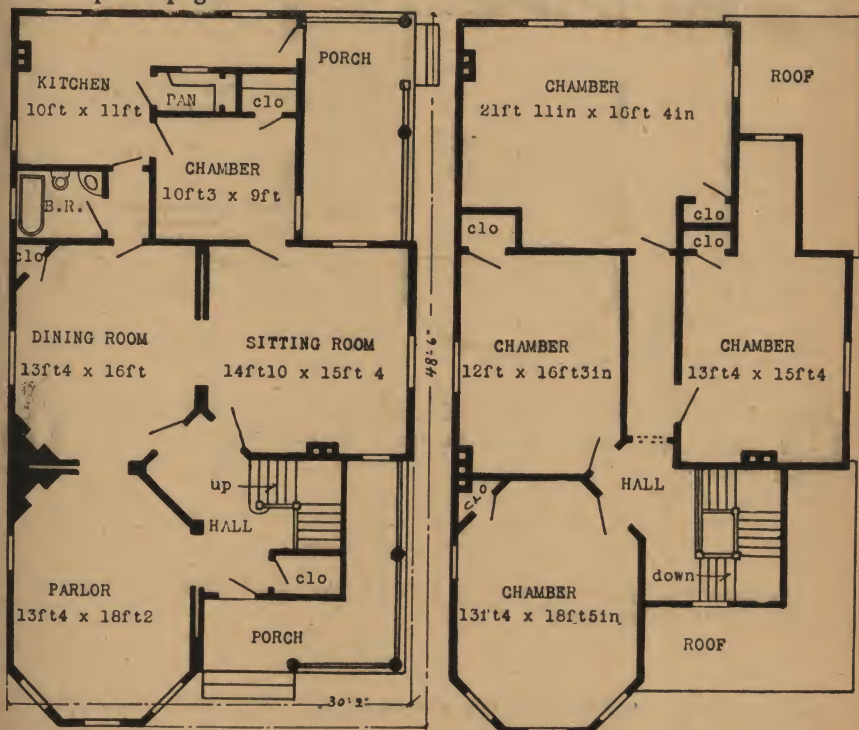 PORCH
KITCHEN
10ft x 11ft
PAN
clo
CHAMBER
10ft3 x 9ft
B.R.
clo
DINING ROOM
13ft4 x 16ft
SITTING ROOM
14ft10 x 15ft 4
48'-6"
up
HALL
clo
PARLOR
13ft4 x 18ft2
PORCH
30'-2"
CHAMBER
21ft 11in x 16ft 4in
ROOF
clo
clo
clo
CHAMBER
12ft x 16ft3in
CHAMBER
13ft4 x 15ft4
HALL
CLO
down
CHAMBER
13ft4 x 18ft5in
ROOF